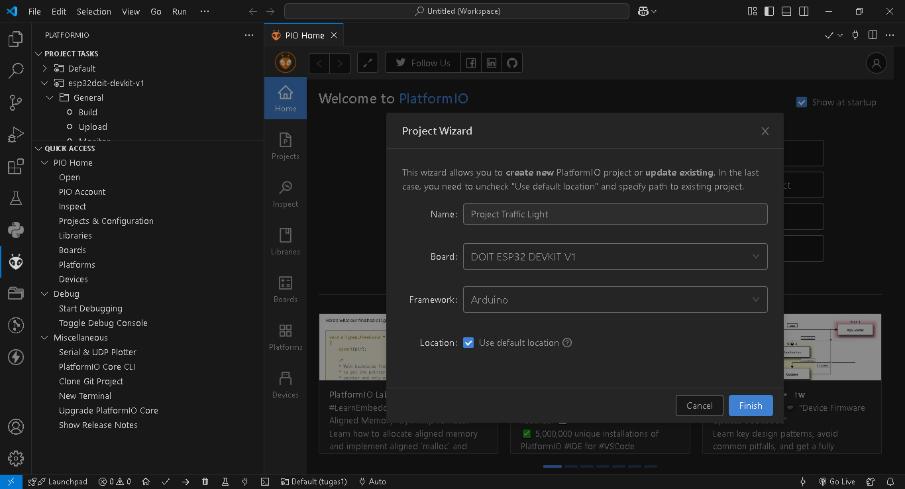 File Edit Selection View Go Run ···
Untitled (Workspace)
PLATFORMIO
PIO Home
PROJECT TASKS
Default
esp32doit-devkit-v1
General
Build
Upload
Monitor
QUICK ACCESS
PIO Home
Open
PIO Account
Inspect
Projects & Configuration
Libraries
Boards
Platforms
Devices
Debug
Start Debugging
Toggle Debug Console
Miscellaneous
Serial & UDP Plotter
PlatformIO Core CLI
Clone Git Project
New Terminal
Upgrade PlatformIO Core
Show Release Notes
Follow Us
Home
Projects
Inspect
Libraries
Boards
Platforms
Devices
Welcome to PlatformIO
Show at startup
Project Wizard
This wizard allows you to create new PlatformIO project or update existing. In the last
case, you need to uncheck "Use default location" and specify path to existing project.
Name: Project Traffic Light
Board: DOIT ESP32 DEVKIT V1
Framework: Arduino
Location: Use default location
Cancel
Finish
PlatformIO La
#LearnEmbedd
Aligned Memory
Learn how to allocate aligned memory
and implement aligned `malloc` and
5,000,000 unique installations of
PlatformIO #IDE for #VSCode
"Device Firmware
Learn key design patterns, avoid
common pitfalls, and get a fully
Launchpad 0 0 Default (tugas1) Auto Go Live